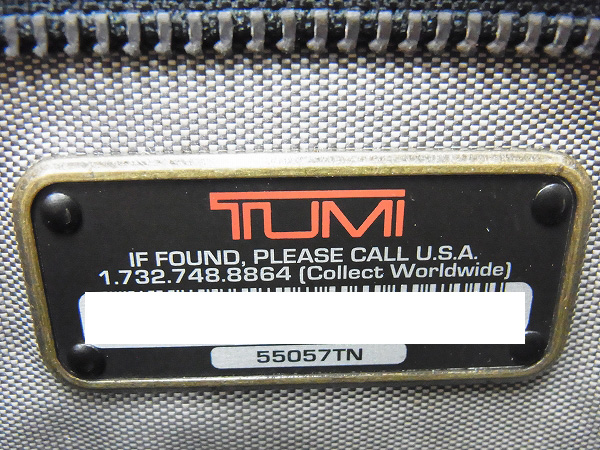 TUMI
IF FOUND, PLEASE CALL U.S.A.
1.732.748.8864 (Collect Worldwide)
55057TN